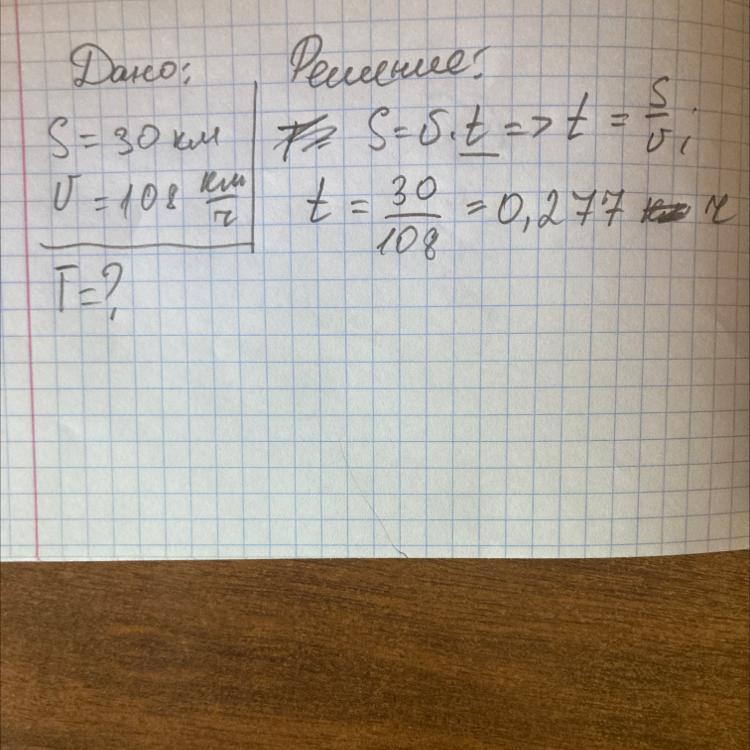 Дано:
S = 30 км
υ = 108 км/ч
T = ?
Решение:
S = υ · t => t = S/υ;
t = 30/108 = 0,277 ч